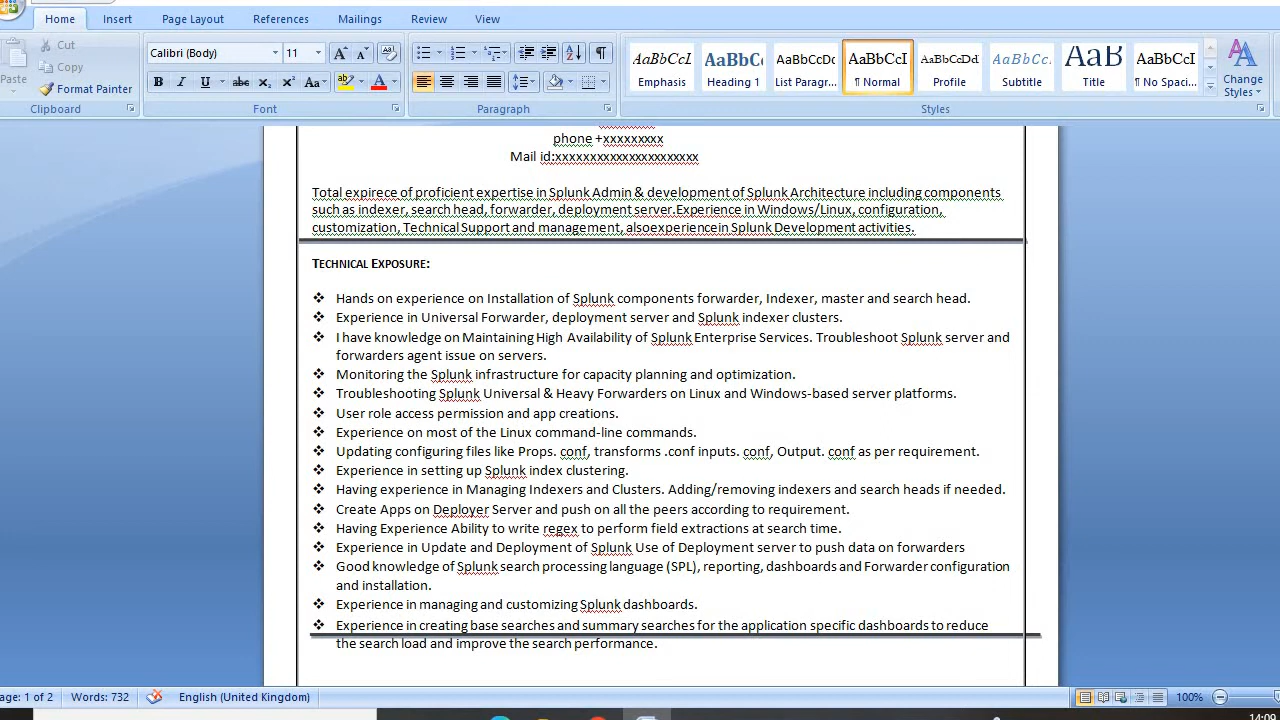 Home Insert Page Layout References Mailings Review View
Cut
Copy
Paste
Format Painter
Clipboard
Calibri (Body) 11
B I U abc X₂ X² Aa ab A
Font
Paragraph
AaBbCcI AaBbC AaBbCcDc AaBbCcI AaBbCcDd AaBbCc. AaB AaBbCcI
Emphasis Heading 1 List Paragr... ¶ Normal Profile Subtitle Title ¶ No Spaci...
Change
Styles
Styles
phone +xxxxxxxxx
Mail id:xxxxxxxxxxxxxxxxxxxxx
Total expirece of proficient expertise in Splunk Admin & development of Splunk Architecture including components
such as indexer, search head, forwarder, deployment server.Experience in Windows/Linux, configuration,
customization, Technical Support and management, alsoexperiencein Splunk Development activities.
TECHNICAL EXPOSURE:
❖ Hands on experience on Installation of Splunk components forwarder, Indexer, master and search head.
❖ Experience in Universal Forwarder, deployment server and Splunk indexer clusters.
❖ I have knowledge on Maintaining High Availability of Splunk Enterprise Services. Troubleshoot Splunk server and
forwarders agent issue on servers.
❖ Monitoring the Splunk infrastructure for capacity planning and optimization.
❖ Troubleshooting Splunk Universal & Heavy Forwarders on Linux and Windows-based server platforms.
❖ User role access permission and app creations.
❖ Experience on most of the Linux command-line commands.
❖ Updating configuring files like Props. conf, transforms .conf inputs. conf, Output. conf as per requirement.
❖ Experience in setting up Splunk index clustering.
❖ Having experience in Managing Indexers and Clusters. Adding/removing indexers and search heads if needed.
❖ Create Apps on Deployer Server and push on all the peers according to requirement.
❖ Having Experience Ability to write regex to perform field extractions at search time.
❖ Experience in Update and Deployment of Splunk Use of Deployment server to push data on forwarders
❖ Good knowledge of Splunk search processing language (SPL), reporting, dashboards and Forwarder configuration
and installation.
❖ Experience in managing and customizing Splunk dashboards.
❖ Experience in creating base searches and summary searches for the application specific dashboards to reduce
the search load and improve the search performance.
age: 1 of 2 Words: 732 English (United Kingdom) 100%